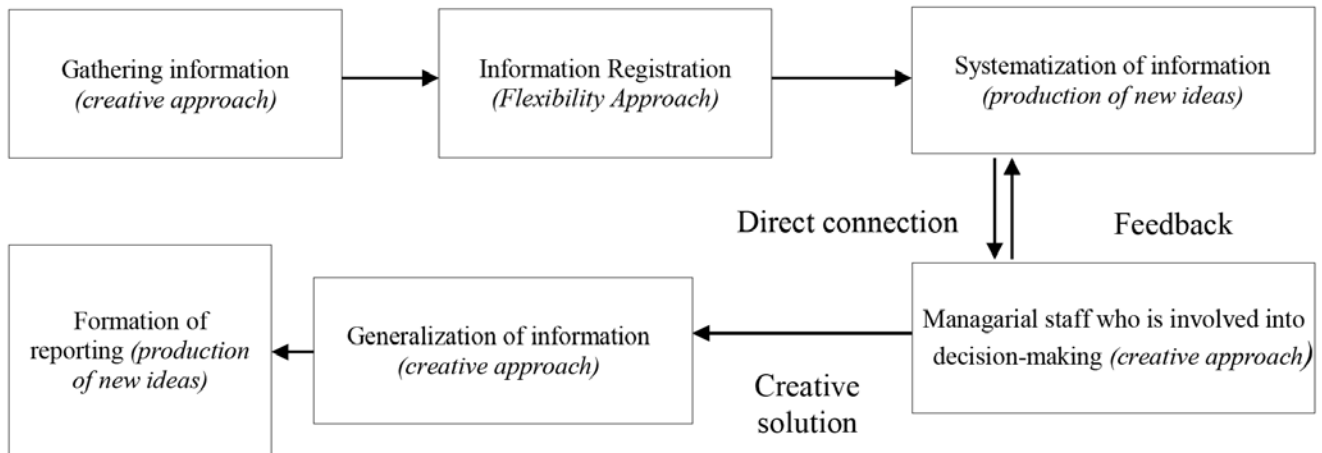 Gathering information
(creative approach)
Information Registration
(Flexibility Approach)
Systematization of information
(production of new ideas)
Direct connection
Feedback
Managarial staff who is involved into
decision-making (creative approach)
Creative
solution
Generalization of information
(creative approach)
Formation of
reporting (production
of new ideas)